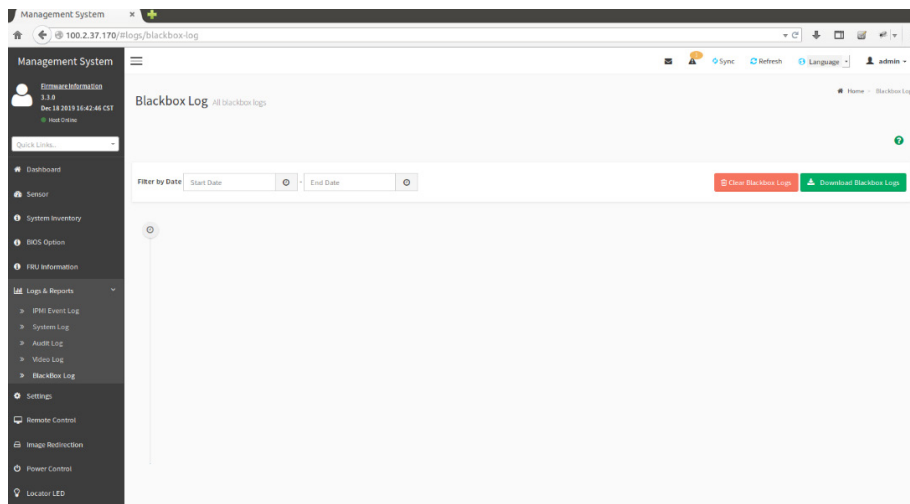 Management System
100.2.37.170/#logs/blackbox-log
Management System
Sync
Refresh
Language
admin
Firmware Information
3.3.0
Dec 18 2019 16:42:46 CST
Host Online
Blackbox Log All blackbox logs
Home - Blackbox Log
Quick Links..
Dashboard
Filter by Date
Start Date
-
End Date
Clear Blackbox Logs
Download Blackbox Logs
Sensor
System Inventory
BIOS Option
FRU Information
Logs & Reports
IPMI Event Log
System Log
Audit Log
Video Log
BlackBox Log
Settings
Remote Control
Image Redirection
Power Control
Locator LED